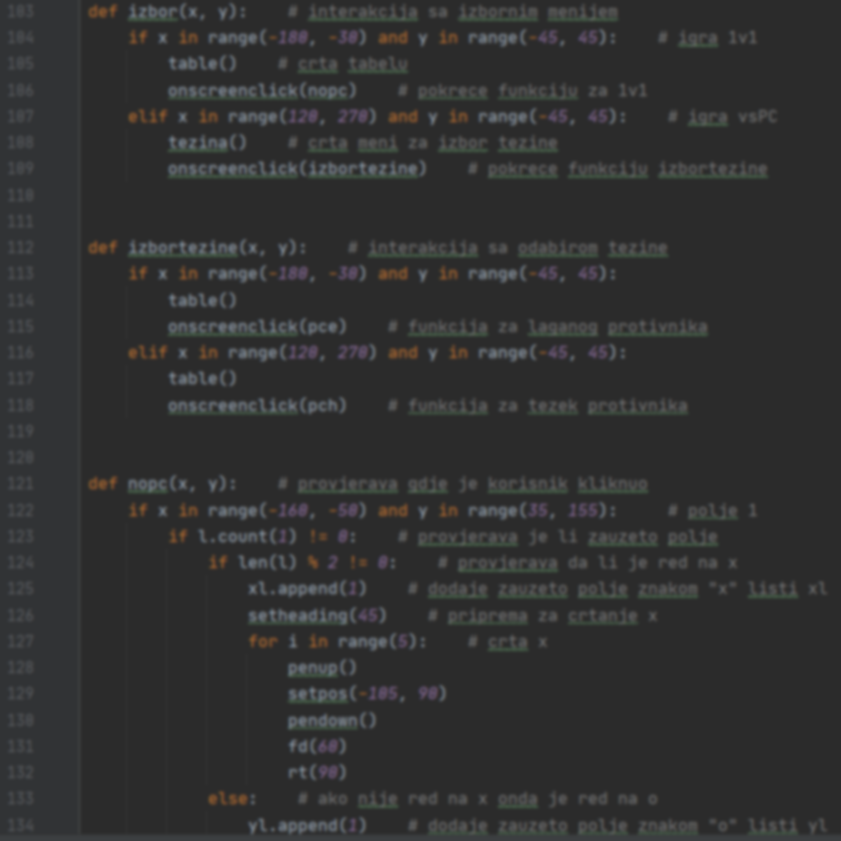 103 def izbor(x, y):    # interakcija sa izbornim menijem
104     if x in range(-180, -30) and y in range(-45, 45):    # igra 1v1
105         table()    # crta tabelu
106         onscreenclick(nopc)    # pokrece funkciju za 1v1
107     elif x in range(120, 270) and y in range(-45, 45):    # igra vsPC
108         tezina()    # crta meni za izbor tezine
109         onscreenclick(izbortezine)    # pokrece funkciju izbortezine
110
111
112 def izbortezine(x, y):    # interakcija sa odabirom tezine
113     if x in range(-180, -30) and y in range(-45, 45):
114         table()
115         onscreenclick(pce)    # funkcija za laganog protivnika
116     elif x in range(120, 270) and y in range(-45, 45):
117         table()
118         onscreenclick(pch)    # funkcija za tezek protivnika
119
120
121 def nopc(x, y):    # provjerava gdje je korisnik kliknuo
122     if x in range(-160, -50) and y in range(35, 155):     # polje 1
123         if l.count(1) != 0:    # provjerava je li zauzeto polje
124             if len(l) % 2 != 0:    # provjerava da li je red na x
125                 xl.append(1)    # dodaje zauzeto polje znakom "x" listi xl
126                 setheading(45)    # priprema za crtanje x
127                 for i in range(5):    # crta x
128                     penup()
129                     setpos(-105, 90)
130                     pendown()
131                     fd(60)
132                     rt(90)
133             else:    # ako nije red na x onda je red na o
134                 yl.append(1)    # dodaje zauzeto polje znakom "o" listi yl